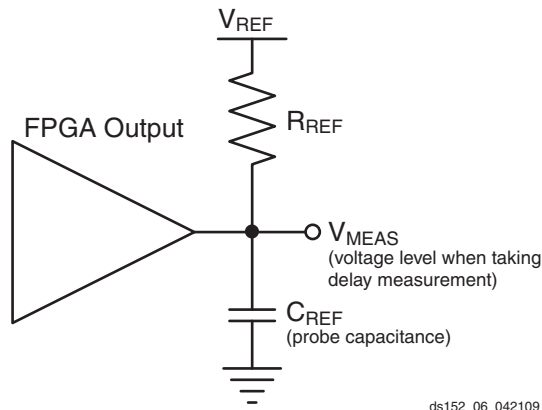 VREF
FPGA Output
RREF
VMEAS
(voltage level when taking
delay measurement)
CREF
(probe capacitance)
ds152_06_042109